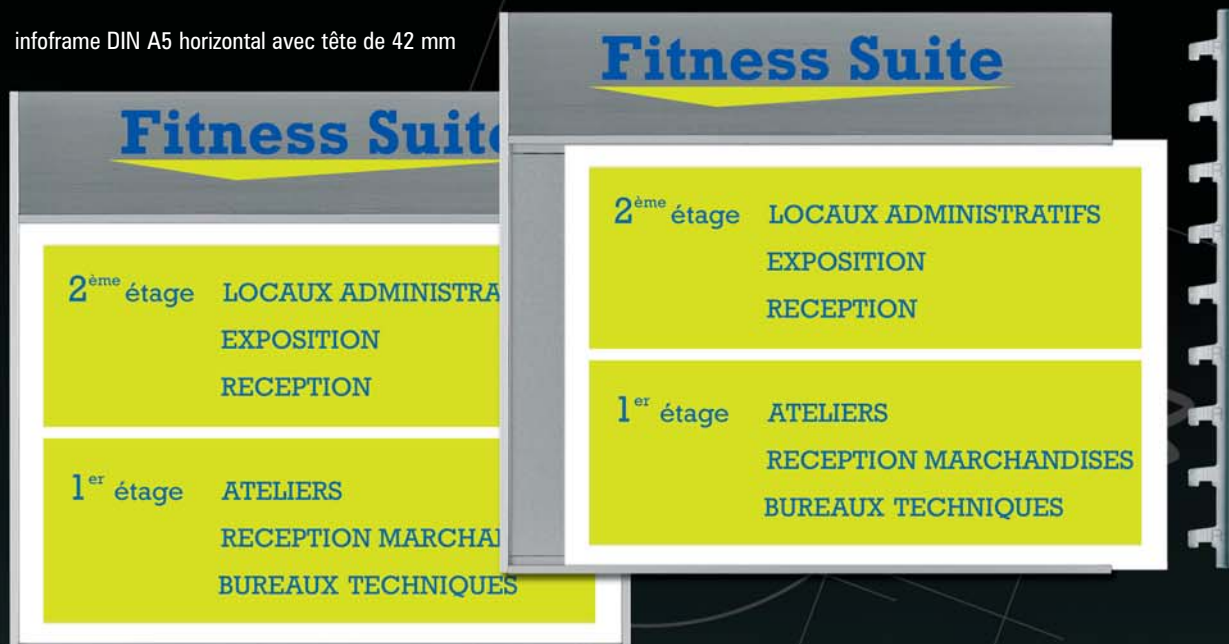 infoframe DIN A5 horizontal avec tête de 42 mm
Fitness Suite
2ème étage LOCAUX ADMINISTRA
EXPOSITION
RECEPTION
1er étage ATELIERS
RECEPTION MARCHA
BUREAUX TECHNIQUES
Fitness Suite
2ème étage LOCAUX ADMINISTRATIFS
EXPOSITION
RECEPTION
1er étage ATELIERS
RECEPTION MARCHANDISES
BUREAUX TECHNIQUES